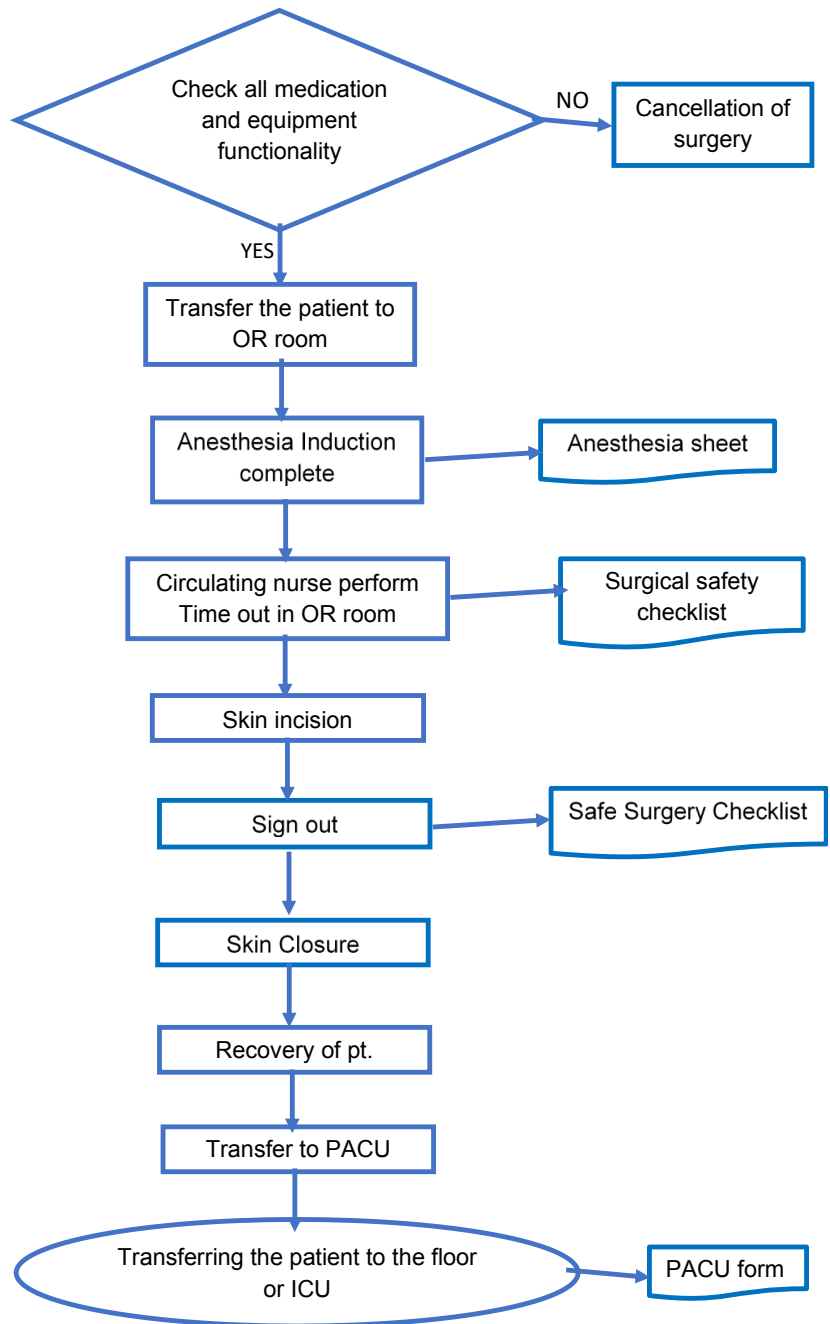 Check all medication
and equipment
functionality
NO
Cancellation of
surgery
YES
Transfer the patient to
OR room
Anesthesia Induction
complete
Anesthesia sheet
Circulating nurse perform
Time out in OR room
Surgical safety
checklist
Skin incision
Sign out
Safe Surgery Checklist
Skin Closure
Recovery of pt.
Transfer to PACU
Transferring the patient to the floor
or ICU
PACU form